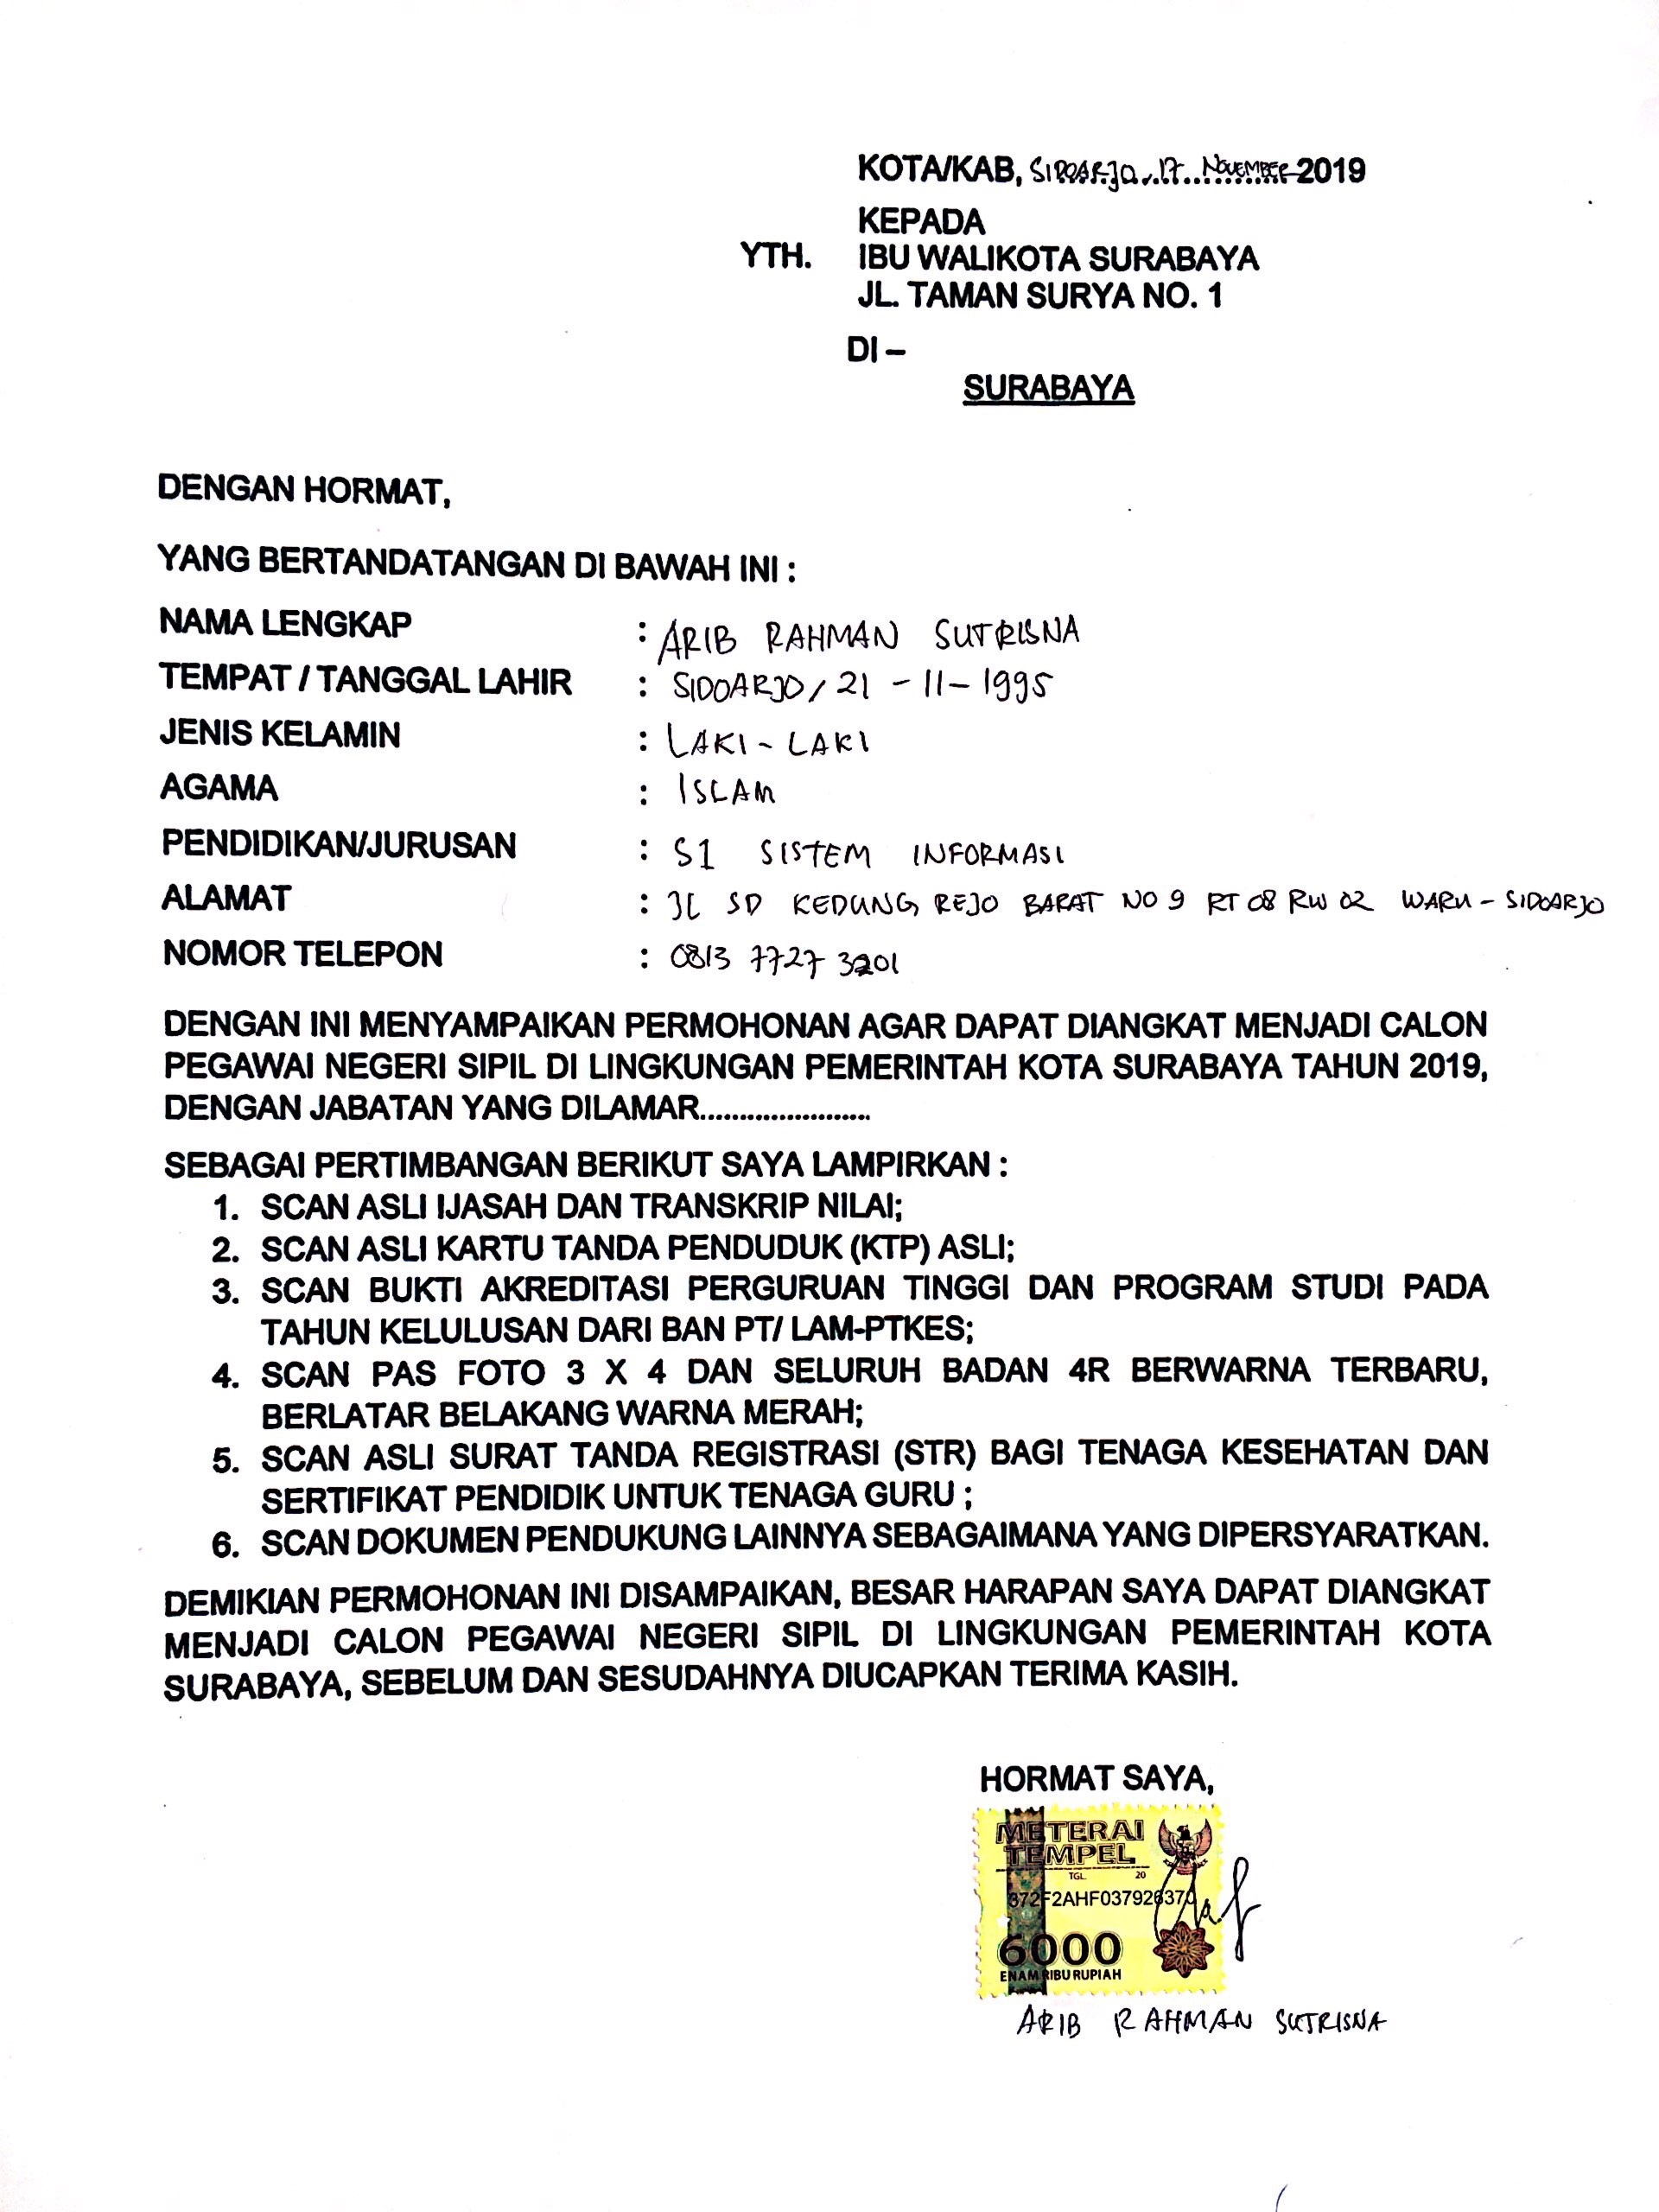 KOTA/KAB, SIDOARJO, 17 NOVEMBER 2019
KEPADA
YTH. IBU WALIKOTA SURABAYA
JL. TAMAN SURYA NO. 1
DI –
SURABAYA
DENGAN HORMAT,
YANG BERTANDATANGAN DI BAWAH INI :
NAMA LENGKAP : ARIB RAHMAN SUTRISNA
TEMPAT / TANGGAL LAHIR : SIDOARJO / 21 - 11 - 1995
JENIS KELAMIN : LAKI - LAKI
AGAMA : ISLAM
PENDIDIKAN/JURUSAN : S1 SISTEM INFORMASI
ALAMAT : JL SD KEDUNG REJO BARAT NO 9 RT 08 RW 02 WARU - SIDOARJO
NOMOR TELEPON : 0813 7727 3201
DENGAN INI MENYAMPAIKAN PERMOHONAN AGAR DAPAT DIANGKAT MENJADI CALON
PEGAWAI NEGERI SIPIL DI LINGKUNGAN PEMERINTAH KOTA SURABAYA TAHUN 2019,
DENGAN JABATAN YANG DILAMAR......................
SEBAGAI PERTIMBANGAN BERIKUT SAYA LAMPIRKAN :
1. SCAN ASLI IJASAH DAN TRANSKRIP NILAI;
2. SCAN ASLI KARTU TANDA PENDUDUK (KTP) ASLI;
3. SCAN BUKTI AKREDITASI PERGURUAN TINGGI DAN PROGRAM STUDI PADA
TAHUN KELULUSAN DARI BAN PT/ LAM-PTKES;
4. SCAN PAS FOTO 3 X 4 DAN SELURUH BADAN 4R BERWARNA TERBARU,
BERLATAR BELAKANG WARNA MERAH;
5. SCAN ASLI SURAT TANDA REGISTRASI (STR) BAGI TENAGA KESEHATAN DAN
SERTIFIKAT PENDIDIK UNTUK TENAGA GURU ;
6. SCAN DOKUMEN PENDUKUNG LAINNYA SEBAGAIMANA YANG DIPERSYARATKAN.
DEMIKIAN PERMOHONAN INI DISAMPAIKAN, BESAR HARAPAN SAYA DAPAT DIANGKAT
MENJADI CALON PEGAWAI NEGERI SIPIL DI LINGKUNGAN PEMERINTAH KOTA
SURABAYA, SEBELUM DAN SESUDAHNYA DIUCAPKAN TERIMA KASIH.
HORMAT SAYA,
METERAI
TEMPEL
TGL. 20
6000
ENAM RIBU RUPIAH
ARIB RAHMAN SUTRISNA